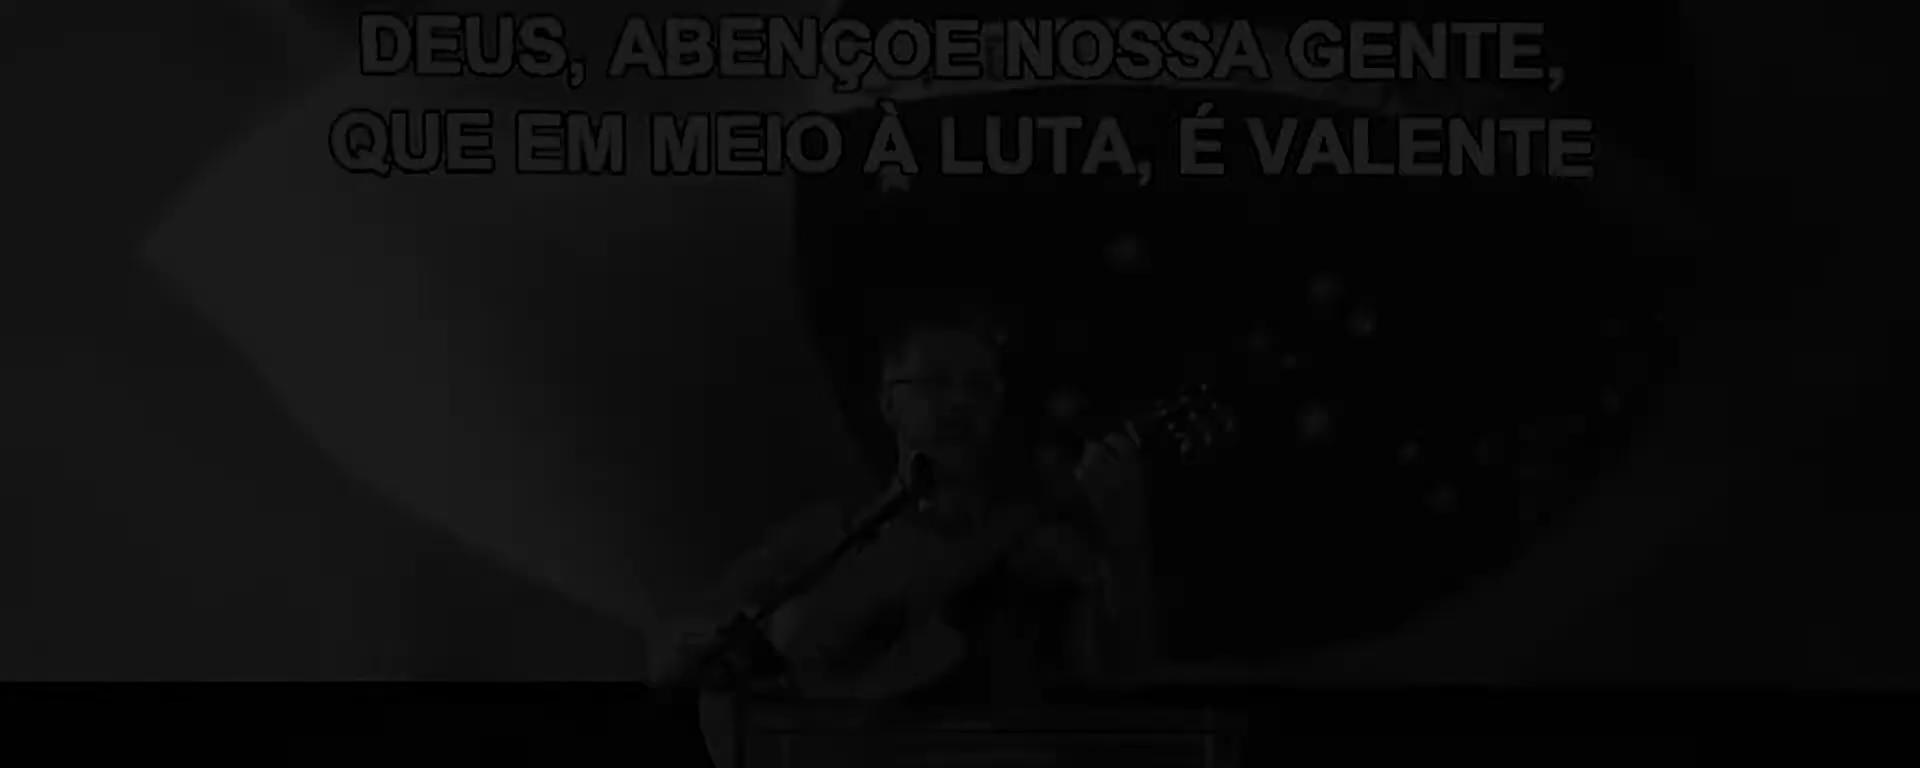 DEUS, ABENÇOE NOSSA GENTE,
QUE EM MEIO À LUTA, É VALENTE